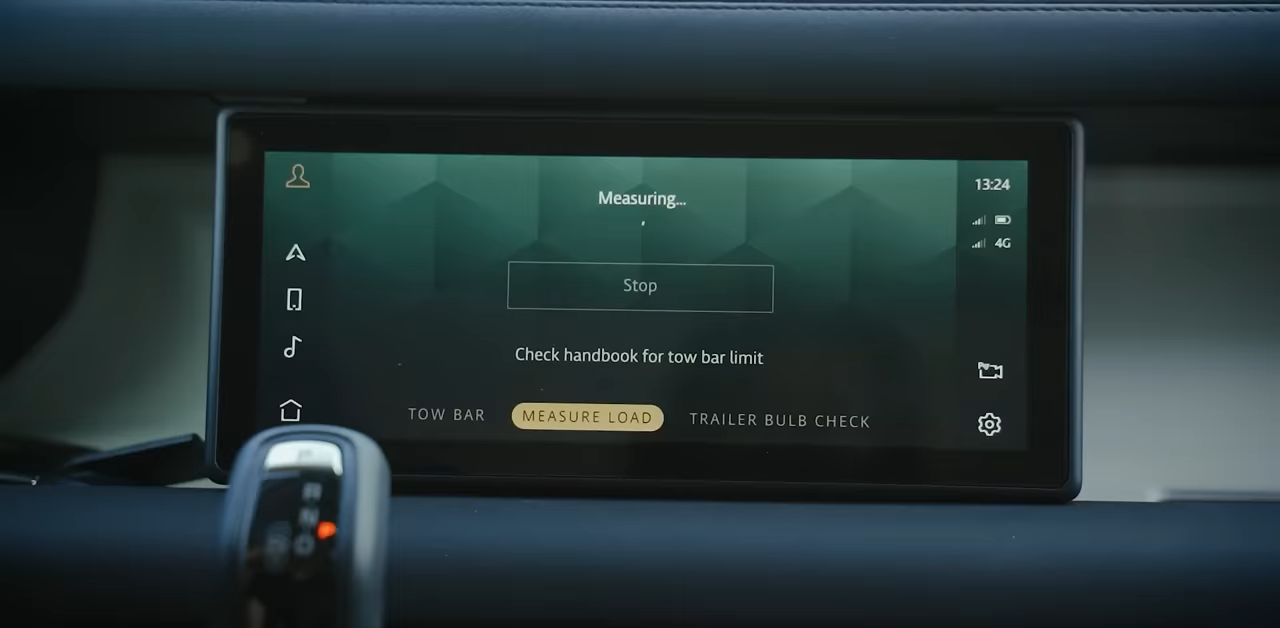 13:24
Measuring...
4G
Stop
Check handbook for tow bar limit
TOW BAR MEASURE LOAD TRAILER BULB CHECK